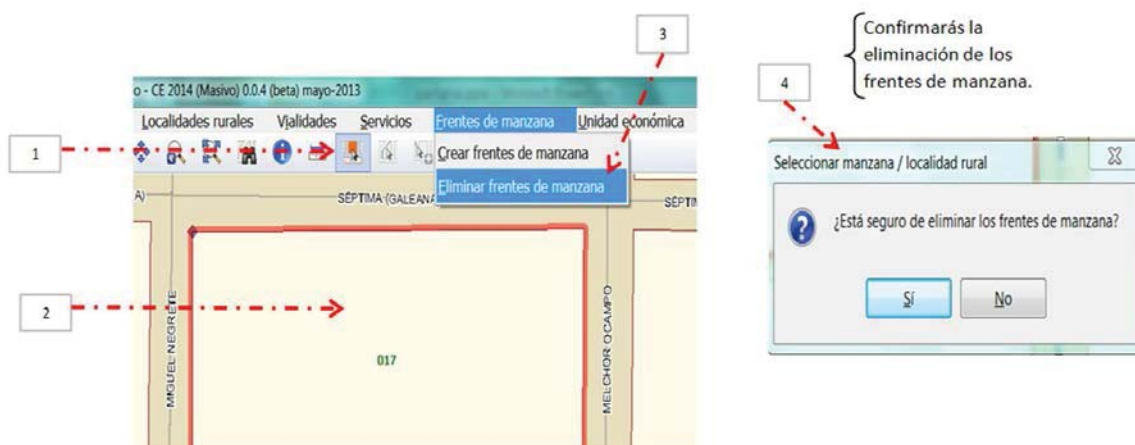 3
Confirmarás la
eliminación de los
frentes de manzana.
4
o - CE 2014 (Masivo) 0.0.4 (beta) mayo-2013
Localidades rurales Vialidades Servicios Frentes de manzana Unidad económica
1
Crear frentes de manzana
Eliminar frentes de manzana
Seleccionar manzana / localidad rural
¿Está seguro de eliminar los frentes de manzana?
Sí No
A)
SÉPTIMA (GALEANA
SÉPTIM
2
MIGUEL NEGRETE
017
MELCHOR OCAMPO